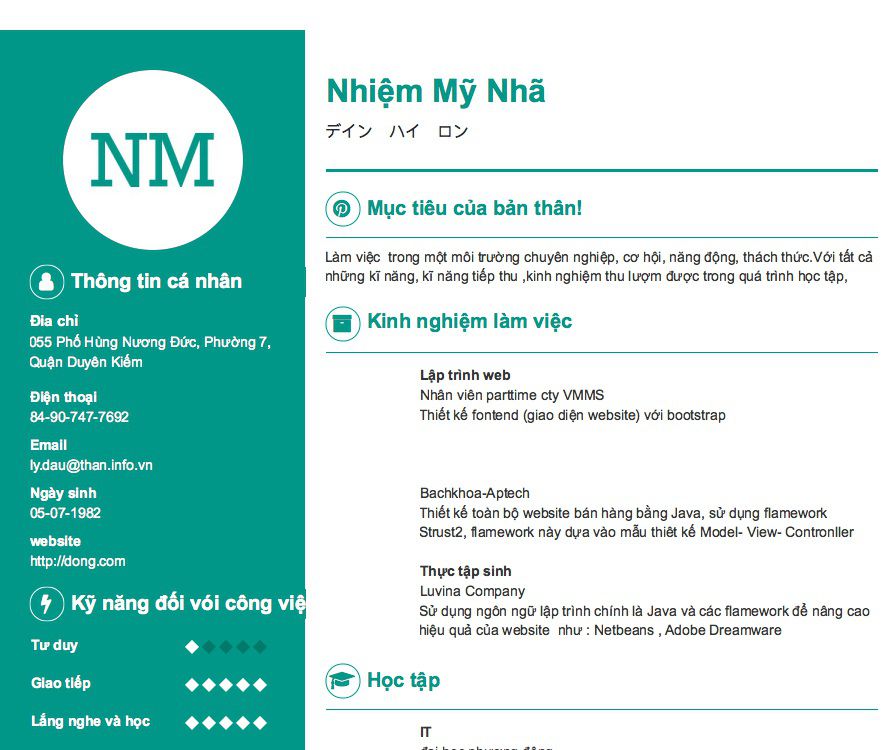 NM
Thông tin cá nhân
Đia chỉ
055 Phố Hùng Nương Đức, Phường 7,
Quận Duyên Kiếm
Điện thoại
84-90-747-7692
Email
ly.dau@than.info.vn
Ngày sinh
05-07-1982
website
http://dong.com
Kỹ năng đối vói công việ
Tư duy
Giao tiếp
Lắng nghe và học
Nhiệm Mỹ Nhã
デイン ハイ ロン
Mục tiêu của bản thân!
Làm việc trong một môi trường chuyên nghiệp, cơ hội, năng động, thách thức.Với tất cả
những kĩ năng, kĩ năng tiếp thu ,kinh nghiệm thu lượm được trong quá trình học tập,
Kinh nghiệm làm việc
Lập trình web
Nhân viên parttime cty VMMS
Thiết kế fontend (giao diện website) với bootstrap
Bachkhoa-Aptech
Thiết kế toàn bộ website bán hàng bằng Java, sử dụng flamework
Strust2, flamework này dựa vào mẫu thiêt kế Model- View- Contronller
Thực tập sinh
Luvina Company
Sử dụng ngôn ngữ lập trình chính là Java và các flamework để nâng cao
hiệu quả của website như : Netbeans , Adobe Dreamware
Học tập
IT